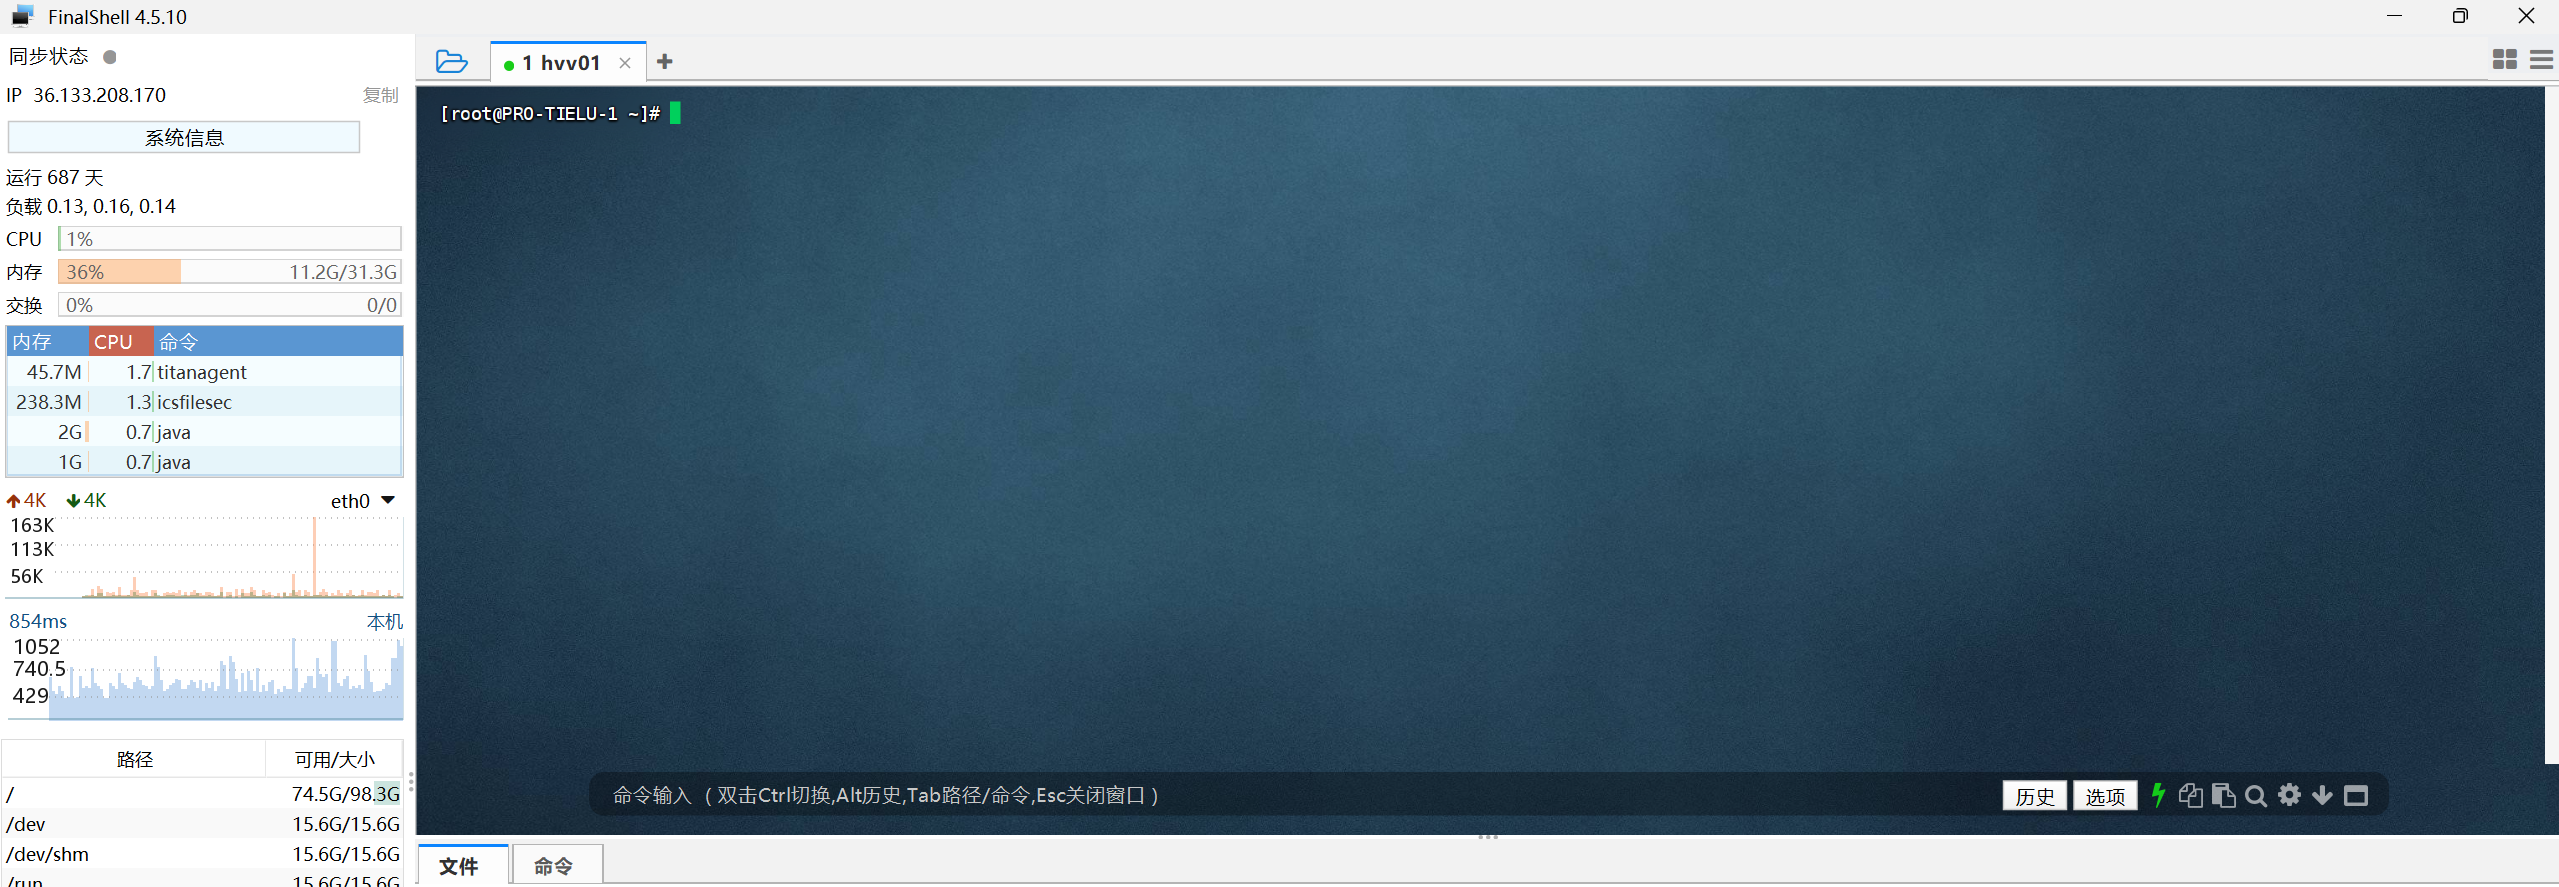 FinalShell 4.5.10
同步状态
IP 36.133.208.170 复制
系统信息
运行 687 天
负载 0.13, 0.16, 0.14
CPU 1%
内存 36% 11.2G/31.3G
交换 0% 0/0
内存 CPU 命令
45.7M 1.7 titanagent
238.3M 1.3 icsfilesec
2G 0.7 java
1G 0.7 java
4K 4K eth0
163K
113K
56K
854ms 本机
1052
740.5
429
路径 可用/大小
/ 74.5G/98.3G
/dev 15.6G/15.6G
/dev/shm 15.6G/15.6G
/run 15.6G/15.6G
1 hvv01
[root@PRO-TIELU-1 ~]#
命令输入 (双击Ctrl切换,Alt历史,Tab路径/命令,Esc关闭窗口)
历史 选项
文件 命令